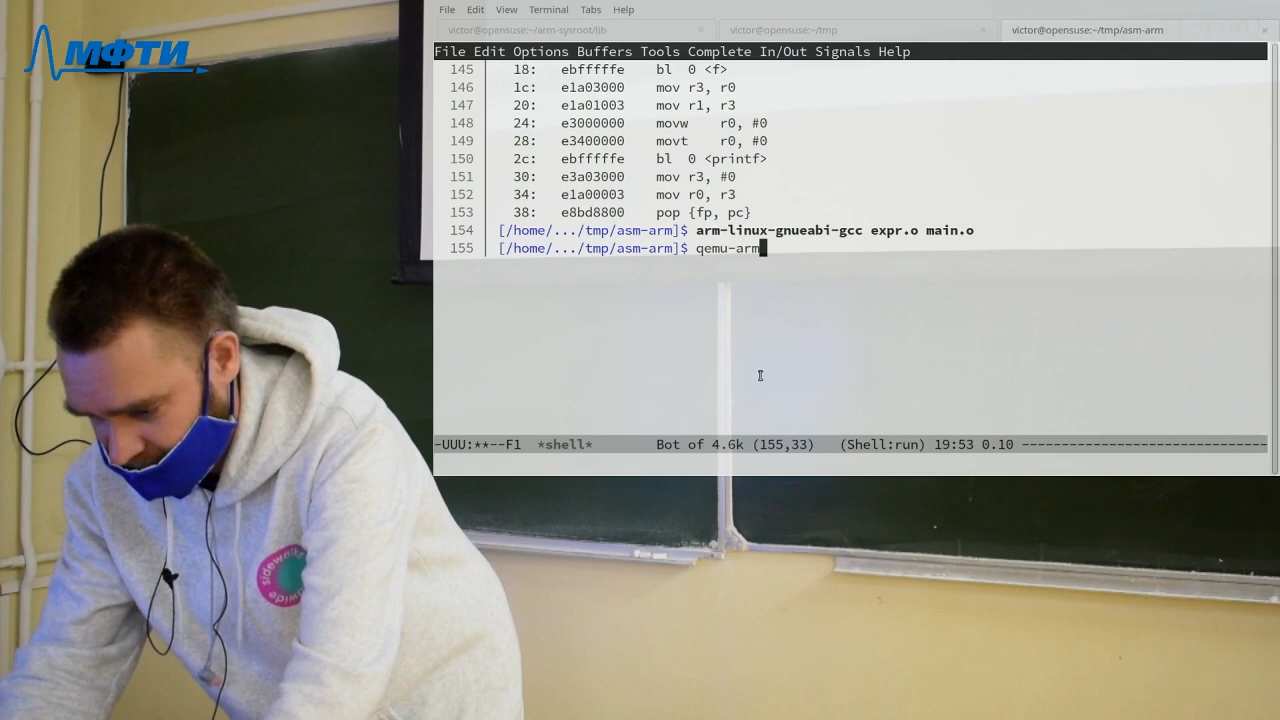 МФТИ
File Edit View Terminal Tabs Help
victor@opensuse:~/arm-sysroot/lib × victor@opensuse:~/tmp × victor@opensuse:~/tmp/asm-arm ×
File Edit Options Buffers Tools Complete In/Out Signals Help
145 18: ebfffffe bl 0 <f>
146 1c: e1a03000 mov r3, r0
147 20: e1a01003 mov r1, r3
148 24: e3000000 movw r0, #0
149 28: e3400000 movt r0, #0
150 2c: ebfffffe bl 0 <printf>
151 30: e3a03000 mov r3, #0
152 34: e1a00003 mov r0, r3
153 38: e8bd8800 pop {fp, pc}
154 [/home/.../tmp/asm-arm]$ arm-linux-gnueabi-gcc expr.o main.o
155 [/home/.../tmp/asm-arm]$ qemu-arm
-UUU:**--F1 *shell* Bot of 4.6k (155,33) (Shell:run) 19:53 0.10 -----------------------------